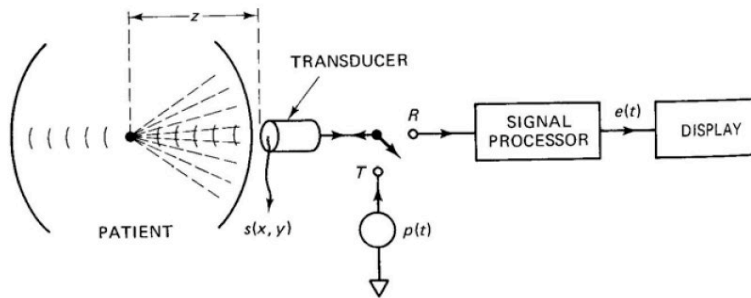 z
TRANSDUCER
R
SIGNAL
PROCESSOR
e(t)
DISPLAY
T
s(x, y)
p(t)
PATIENT